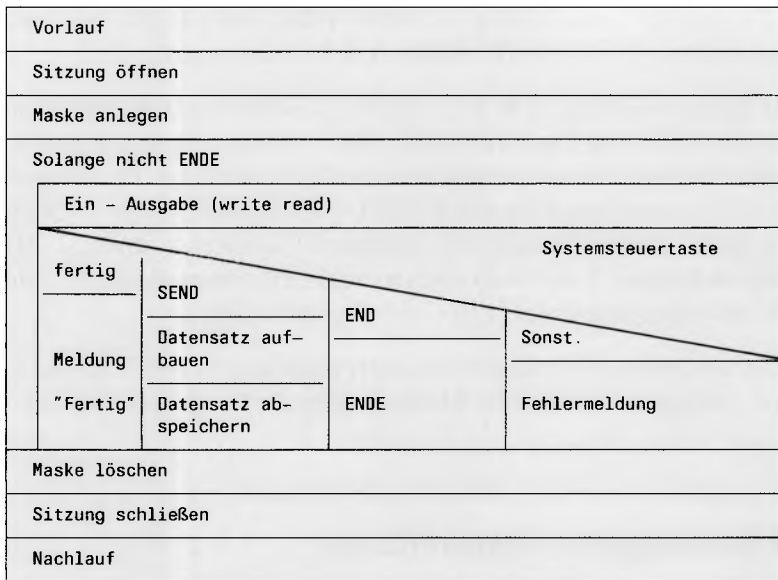 Vorlauf
Sitzung öffnen
Maske anlegen
Solange nicht ENDE
Ein – Ausgabe (write read)
Systemsteuertaste
fertig
Meldung
"Fertig"
SEND
Datensatz auf–
bauen
Datensatz ab–
speichern
END
ENDE
Sonst.
Fehlermeldung
Maske löschen
Sitzung schließen
Nachlauf